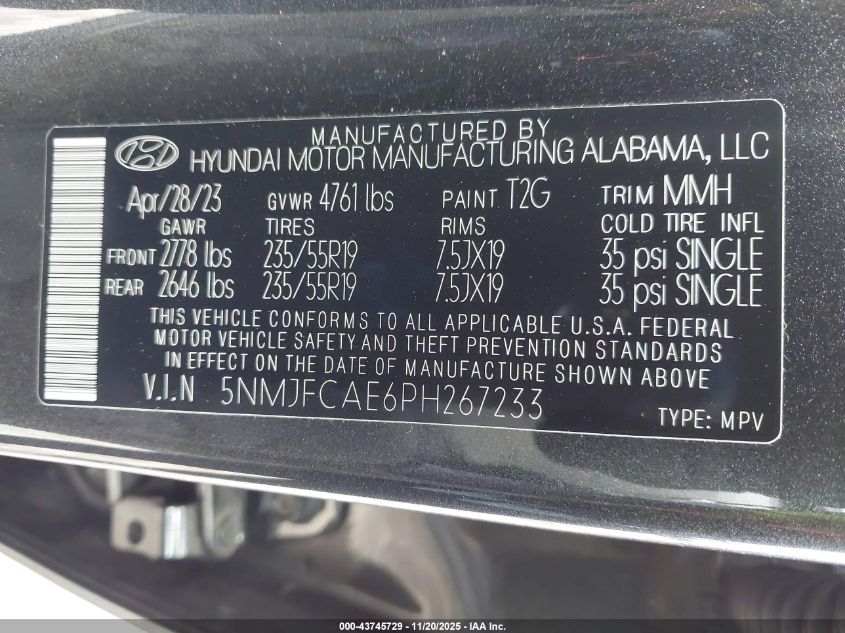 MANUFACTURED BY
HYUNDAI MOTOR MANUFACTURING ALABAMA, LLC
Apr/28/23 GVWR 4761 lbs PAINT T2G TRIM MMH
GAWR TIRES RIMS COLD TIRE INFL
FRONT 2778 lbs 235/55R19 7.5JX19 35 psi SINGLE
REAR 2646 lbs 235/55R19 7.5JX19 35 psi SINGLE
THIS VEHICLE CONFORMS TO ALL APPLICABLE U.S.A. FEDERAL
MOTOR VEHICLE SAFETY AND THEFT PREVENTION STANDARDS
IN EFFECT ON THE DATE OF MANUFACTURE SHOWN ABOVE
V.I.N 5NMJFCAE6PH267233
TYPE: MPV
000-43745729 - 11/20/2025 - IAA Inc.